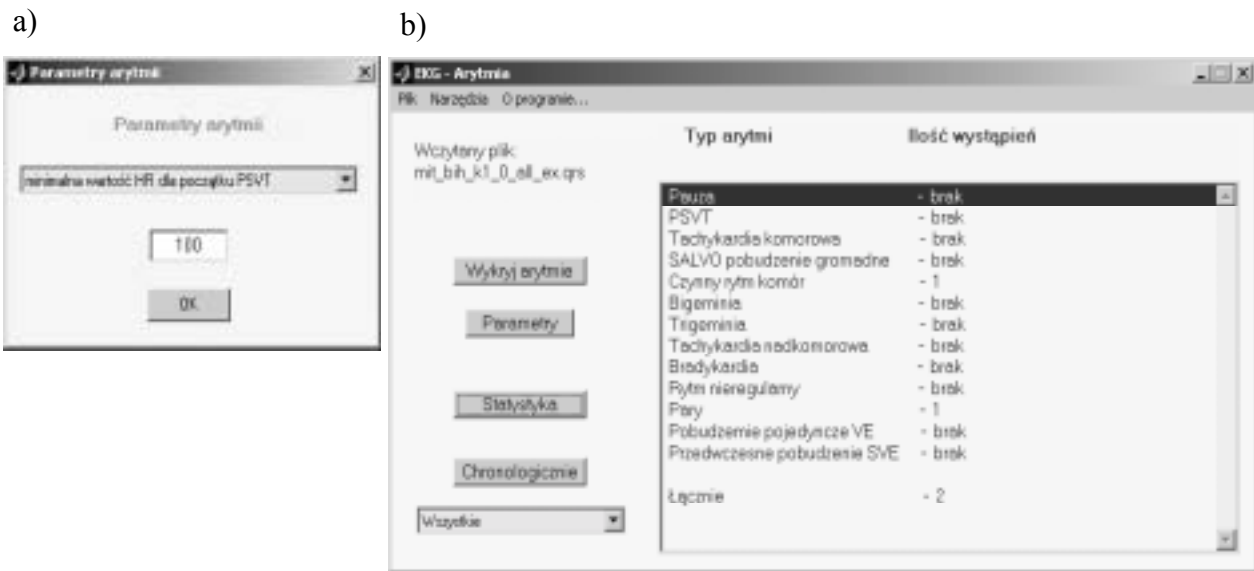 a)
Parametry arytmii
Parametry arytmii
minimalna wartość HR dla początku PSVT
100
OK
b)
EKG - Arytmia
Plik Narzędzia O programie...
Wczytany plik:
mit_bih_k1_0_all_ex.qrs
Wykryj arytmie
Parametry
Statystyka
Chronologicznie
Wszystkie
Typ arytmi Ilość wystąpień
Pauza - brak
PSVT - brak
Tachykardia komorowa - brak
SALVO pobudzenie gromadne - brak
Czynny rytm komór - 1
Bigeminia - brak
Trigeminia - brak
Tachykardia nadkomorowa - brak
Bradykardia - brak
Rytm nieregularny - brak
Pary - 1
Pobudzenie pojedyncze VE - brak
Przedwczesne pobudzenie SVE - brak
Łącznie - 2